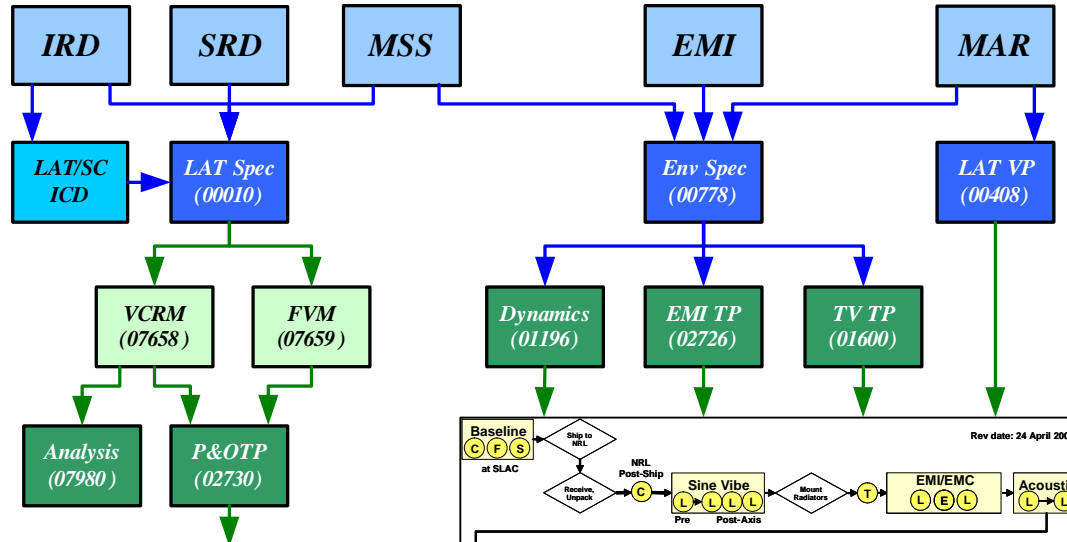 IRD
SRD
MSS
EMI
MAR
LAT/SC
ICD
LAT Spec
(00010)
Env Spec
(00778)
LAT VP
(00408)
VCRM
(07658)
FVM
(07659)
Dynamics
(01196)
EMI TP
(02726)
TV TP
(01600)
Analysis
(07980)
P&OTP
(02730)
Baseline
C F S
at SLAC
Ship to
NRL
Receive,
Unpack
NRL
Post-Ship
C
Sine Vibe
L L L L
Pre Post-Axis
Mount
Radiators
T
Rev date: 24 April 200
EMI/EMC
L E L
Acousti
L L